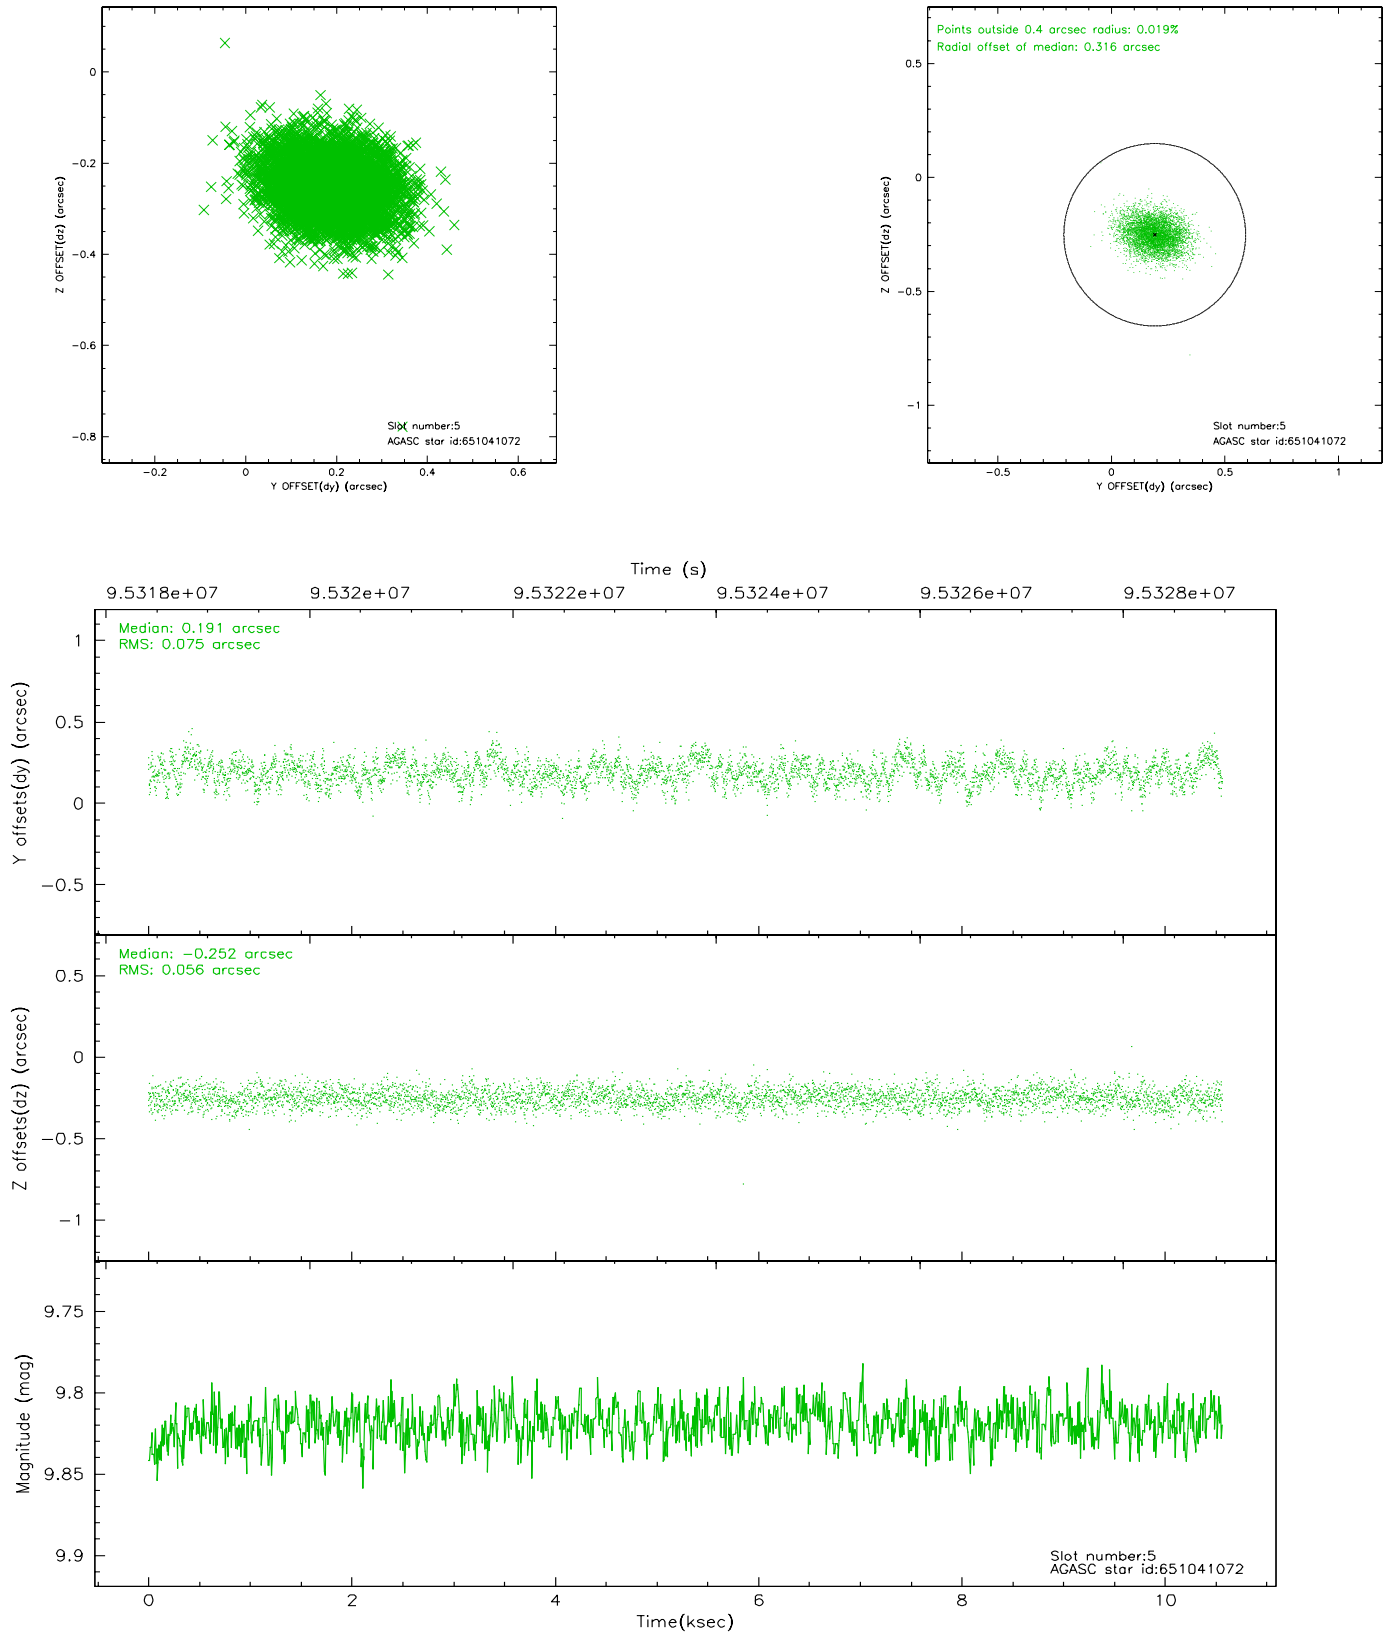 0
−0.2
−0.4
−0.6
−0.8
Z OFFSET(dz) (arcsec)
Slot number:5
AGASC star id:651041072
−0.2
0
0.2
0.4
0.6
Y OFFSET(dy) (arcsec)
Points outside 0.4 arcsec radius: 0.019%
Radial offset of median: 0.316 arcsec
0.5
0
−0.5
−1
Z OFFSET(dz) (arcsec)
Slot number:5
AGASC star id:651041072
−0.5
0
0.5
1
Y OFFSET(dy) (arcsec)
Time (s)
9.5318e+07
9.532e+07
9.5322e+07
9.5324e+07
9.5326e+07
9.5328e+07
Median: 0.191 arcsec
RMS: 0.075 arcsec
1
0.5
0
−0.5
Y offsets(dy) (arcsec)
Median: −0.252 arcsec
RMS: 0.056 arcsec
0.5
0
−0.5
−1
Z offsets(dz) (arcsec)
9.75
9.8
9.85
9.9
Magnitude (mag)
Slot number:5
AGASC star id:651041072
0
2
4
6
8
10
Time(ksec)